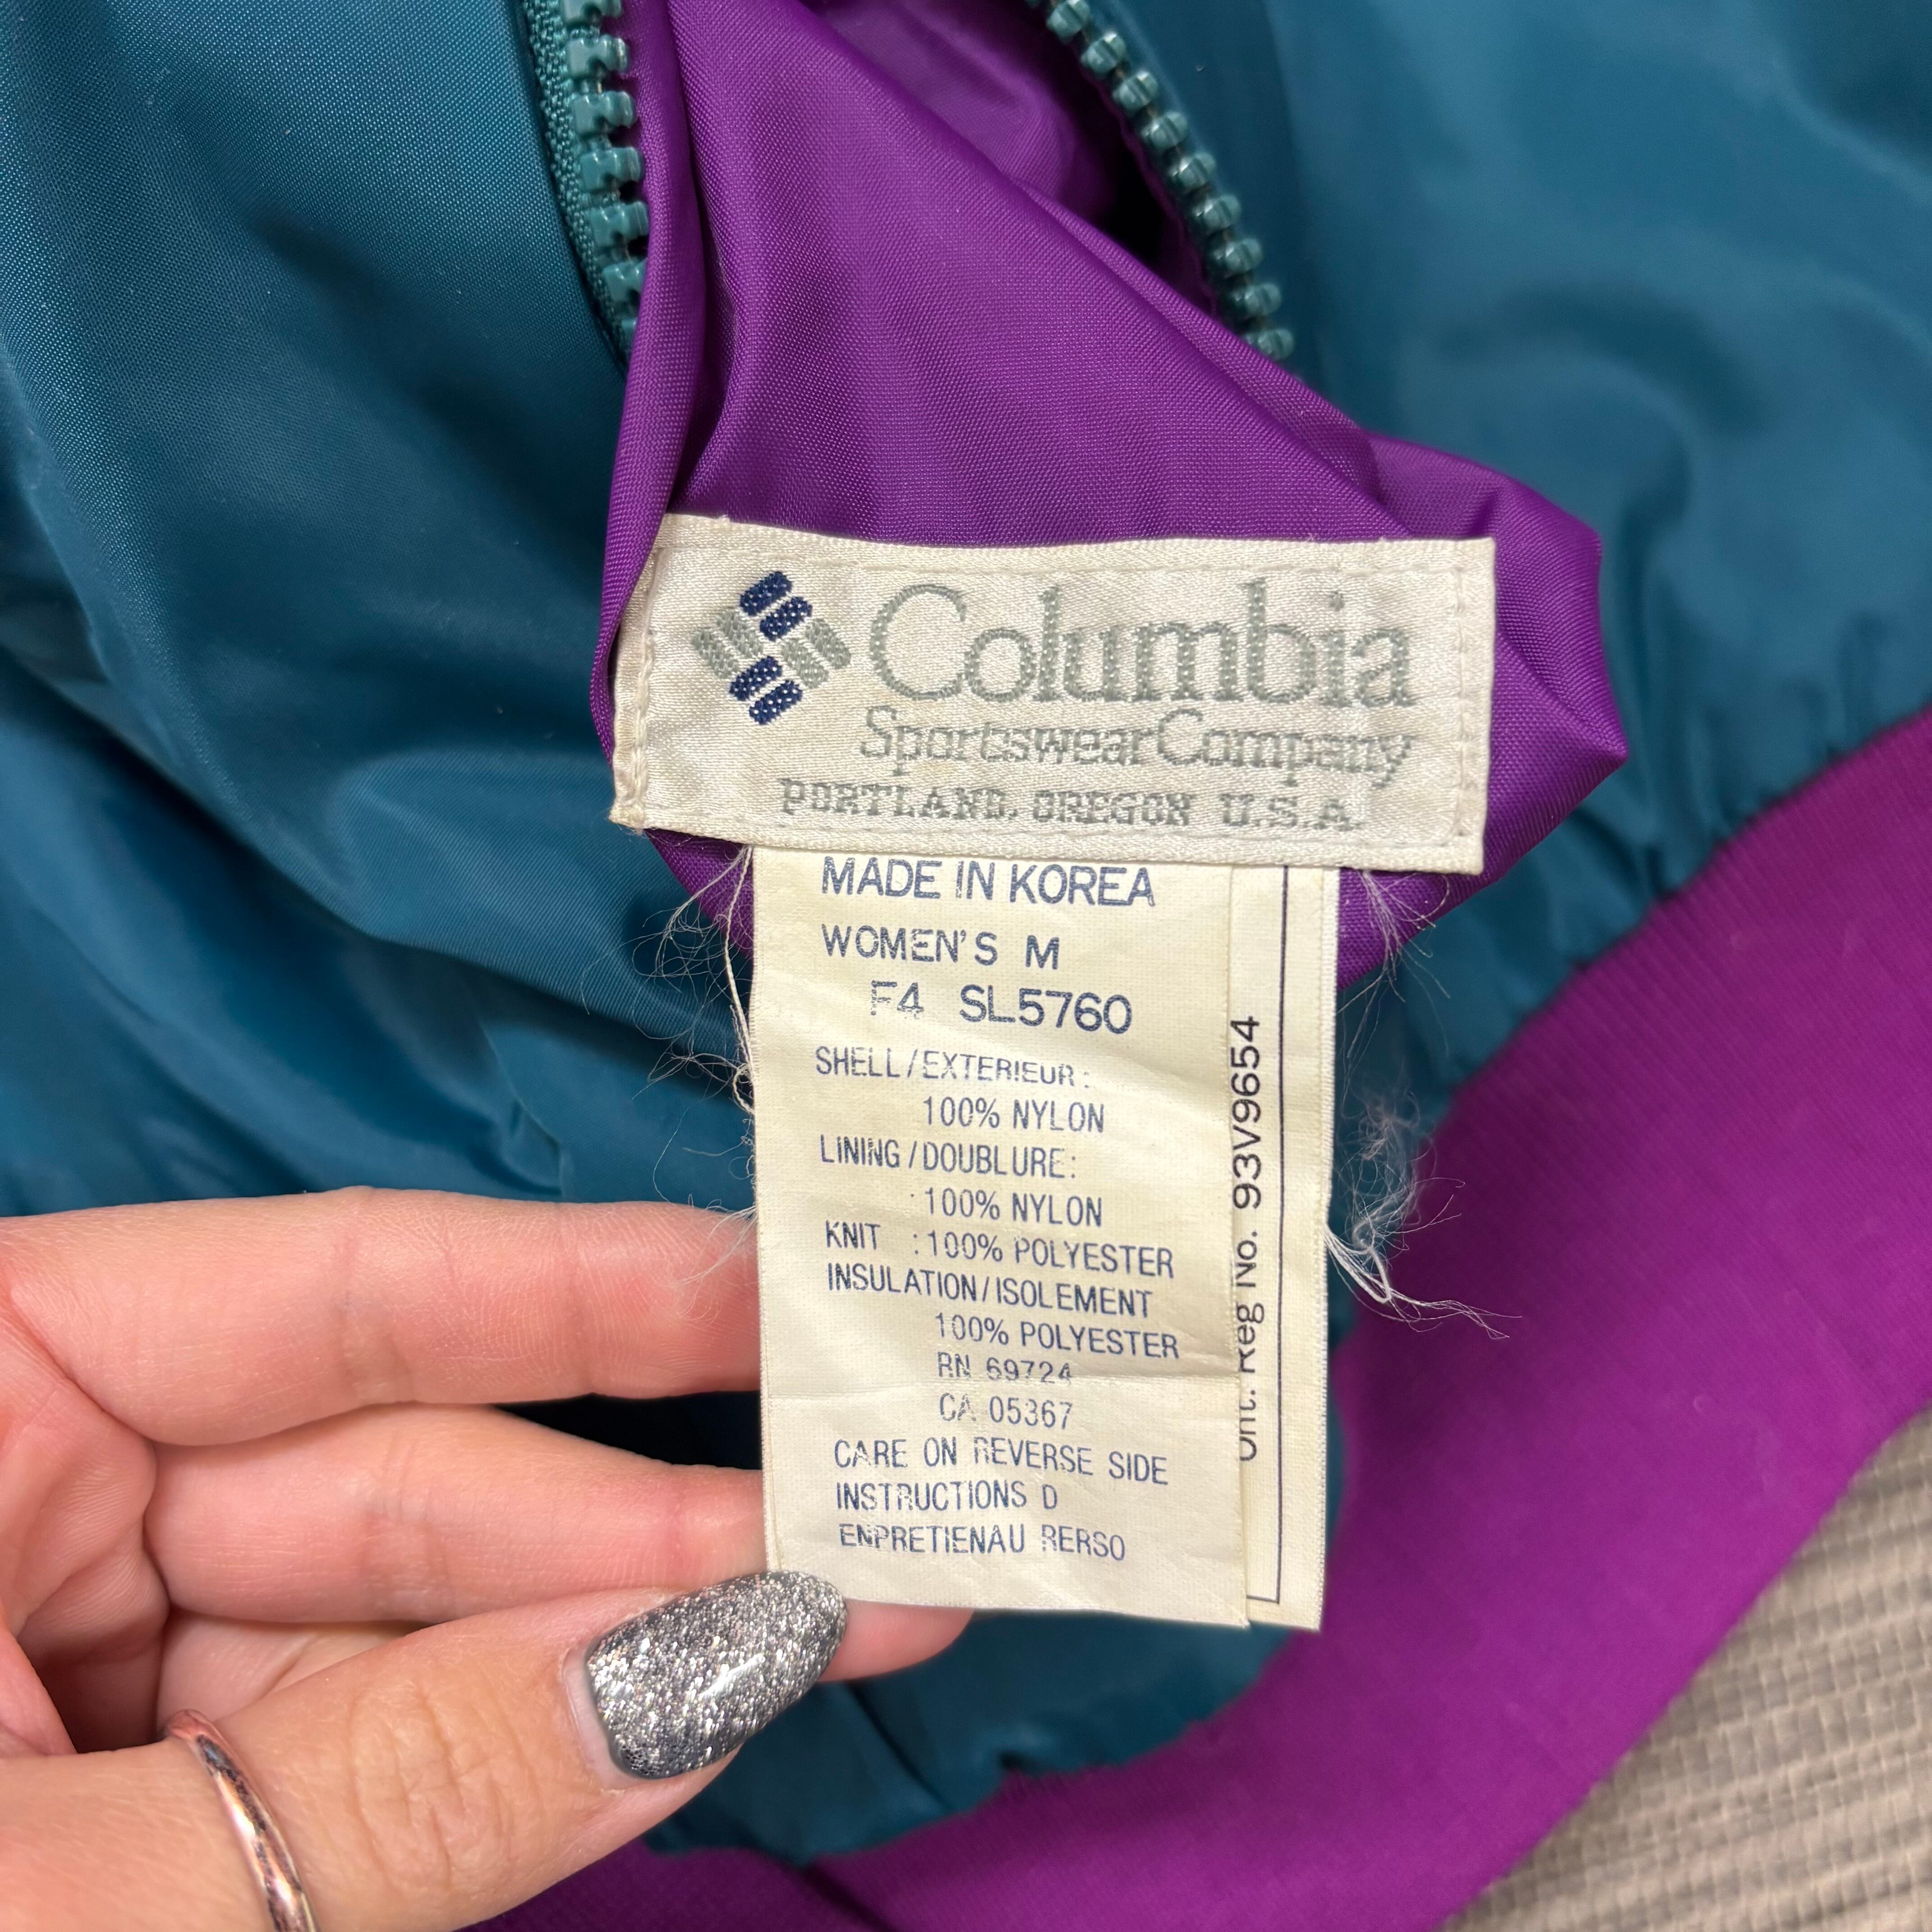 Columbia
Sportswear Company
PORTLAND, OREGON U.S.A.
MADE IN KOREA
WOMEN'S M
F4 SL5760
SHELL/EXTERIEUR:
100% NYLON
LINING/DOUBLURE:
100% NYLON
KNIT :100% POLYESTER
INSULATION/ISOLEMENT
100% POLYESTER
RN 69724
CA 05367
CARE ON REVERSE SIDE
INSTRUCTIONS D
ENPRETIENAU RERSO
Ont. Reg No. 93V9654